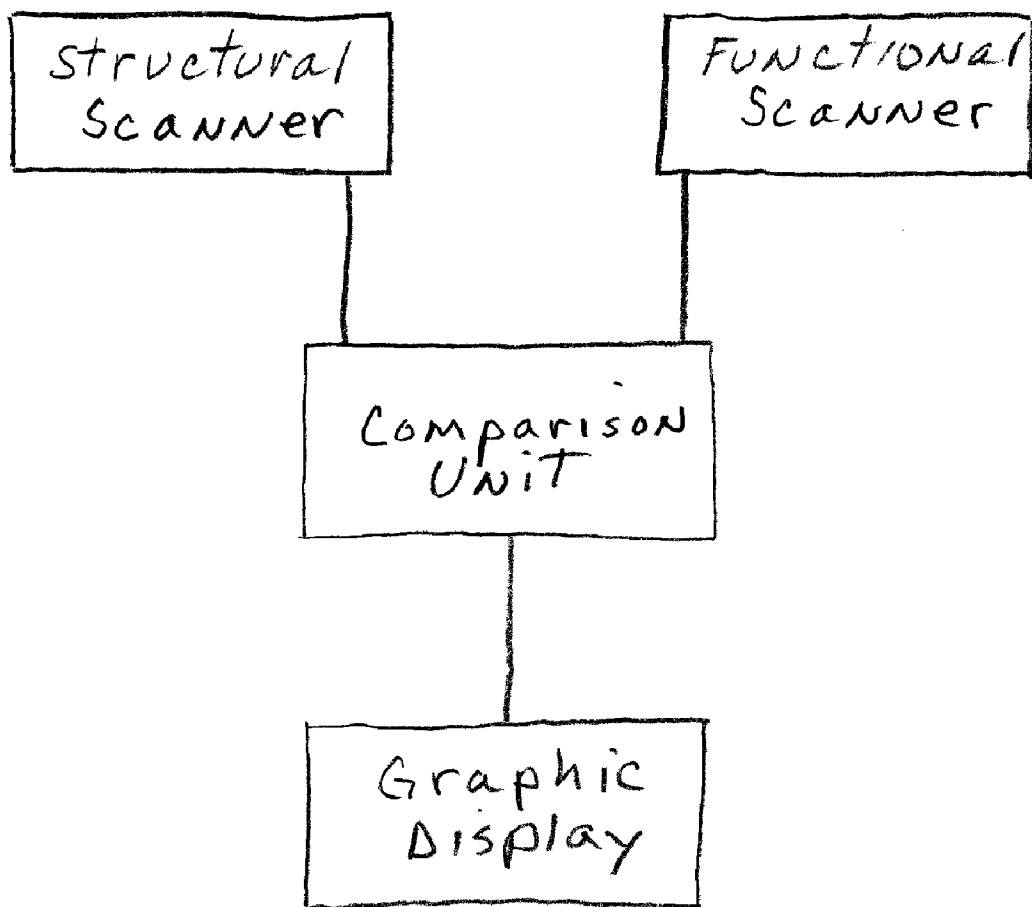 Structural
Scanner
Functional
Scanner
Comparison
Unit
Graphic
Display